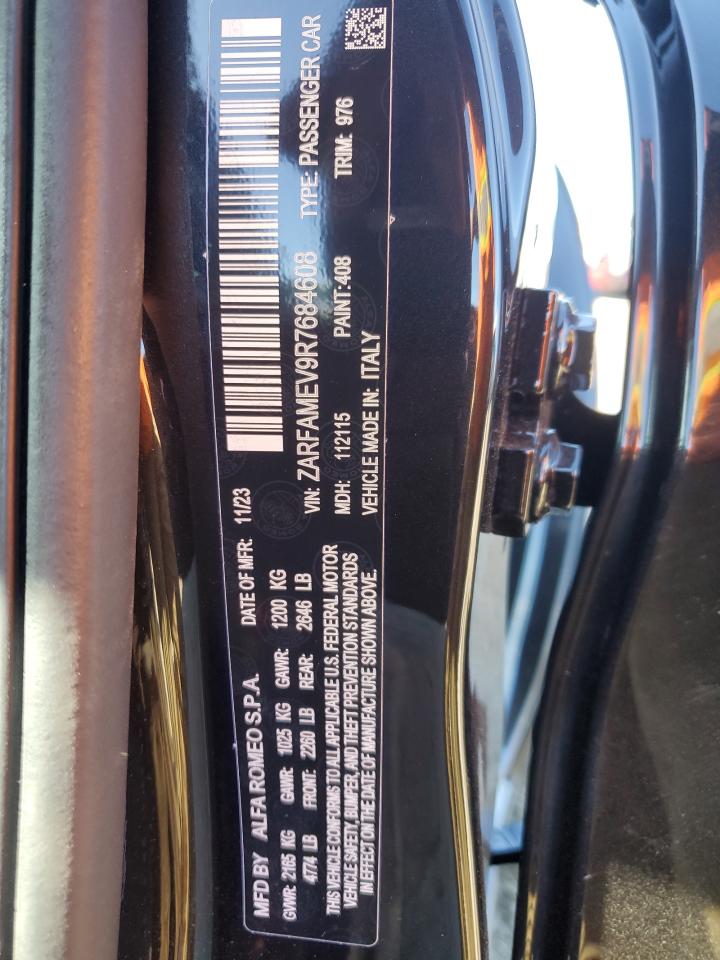 MFD BY ALFA ROMEO S.P.A. DATE OF MFR: 11/23
GVWR: 2165 KG GAWR: 1025 KG GAWR: 1200 KG
4774 LB FRONT: 2260 LB REAR: 2646 LB
THIS VEHICLE CONFORMS TO ALL APPLICABLE U.S. FEDERAL MOTOR
VEHICLE SAFETY, BUMPER, AND THEFT PREVENTION STANDARDS
IN EFFECT ON THE DATE OF MANUFACTURE SHOWN ABOVE.
VIN: ZARFAMEV9R7684608 TYPE: PASSENGER CAR
MDH: 112115 PAINT:408 TRIM: 976
VEHICLE MADE IN: ITALY